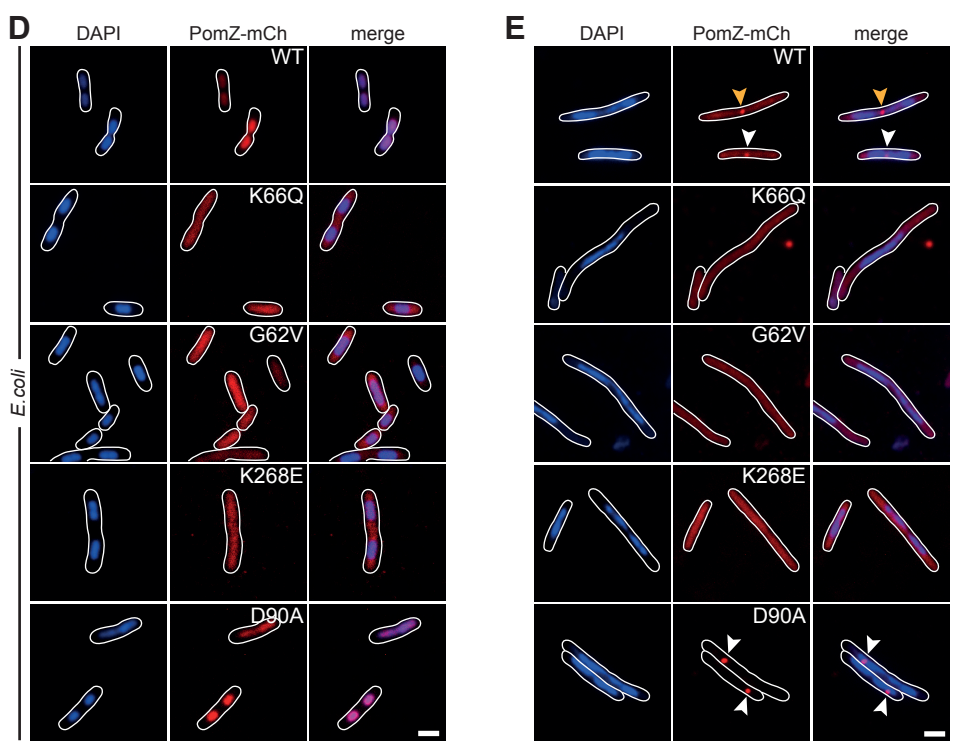 D
DAPI PomZ-mCh merge
WT
K66Q
G62V
K268E
D90A
E. coli
E
DAPI PomZ-mCh merge
WT
K66Q
G62V
K268E
D90A